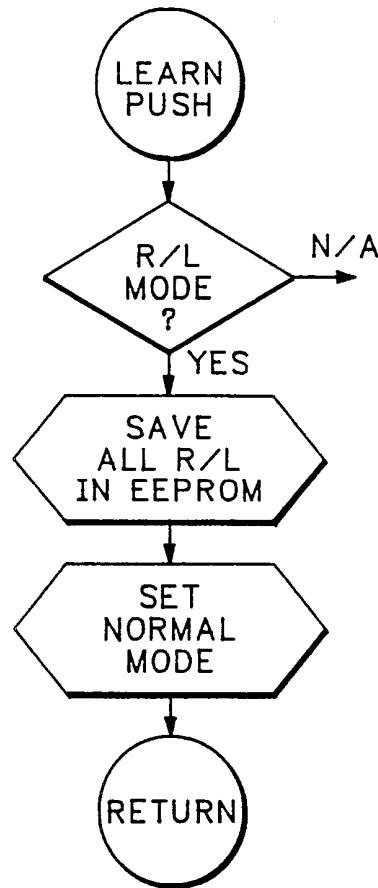 LEARN
PUSH
R/L
MODE
?
N/A
YES
SAVE
ALL R/L
IN EEPROM
SET
NORMAL
MODE
RETURN